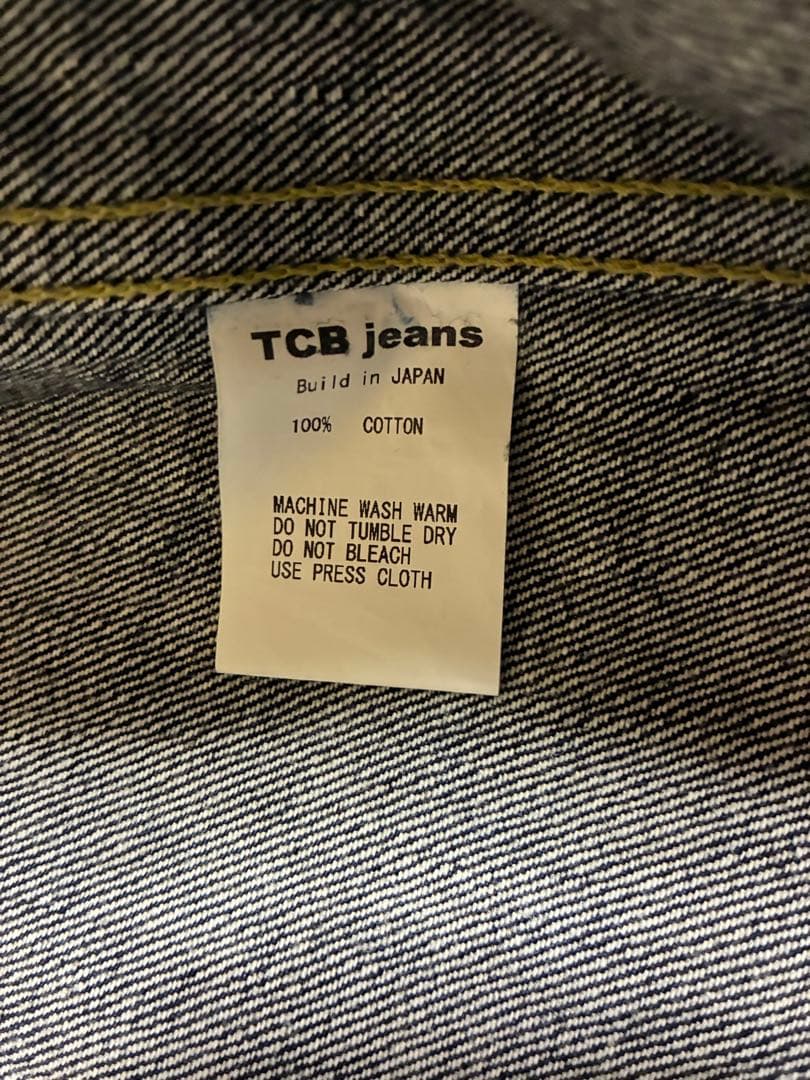 TCB jeans
Build in JAPAN
100% COTTON
MACHINE WASH WARM
DO NOT TUMBLE DRY
DO NOT BLEACH
USE PRESS CLOTH